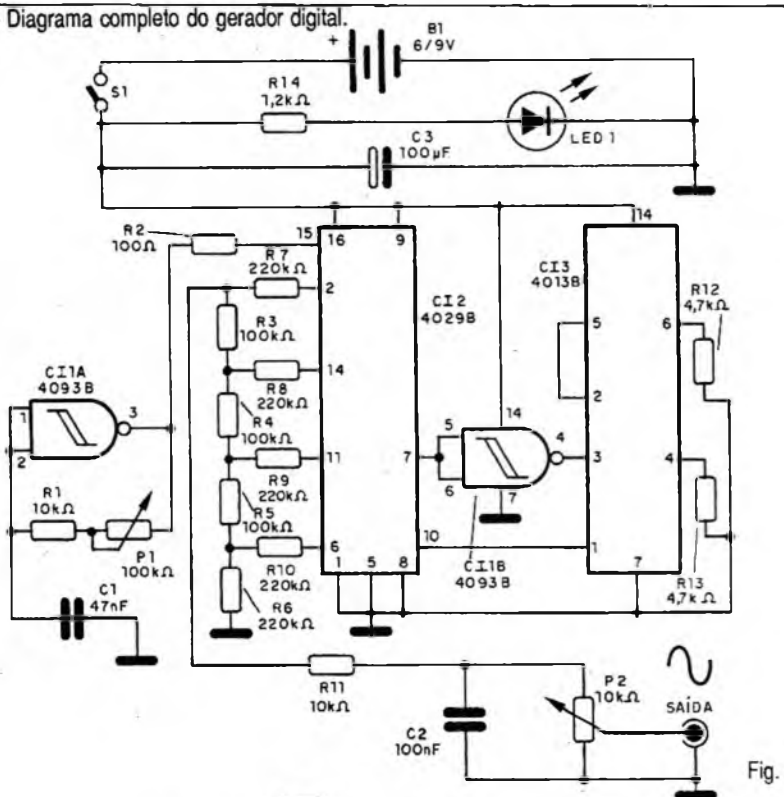 Diagrama completo do gerador digital.
B1
6/9V
+
S1
R14
1,2kΩ
LED 1
C3
100µF
R2
100Ω
15
16
9
14
R7
220kΩ
2
CI2
4029B
CI3
4013B
R12
4,7kΩ
R3
100kΩ
5
6
14
R8
220kΩ
CI1A
4093B
2
R4
100kΩ
1
3
5
14
4
2
11
7
3
4
R9
220kΩ
6
7
R1
10kΩ
R5
100kΩ
P1
100kΩ
6
10
1
R10
220kΩ
1
5
8
CI1B
4093B
7
R13
4,7kΩ
C1
47nF
R6
220kΩ
R11
10kΩ
P2
10kΩ
SAÍDA
C2
100nF
Fig.